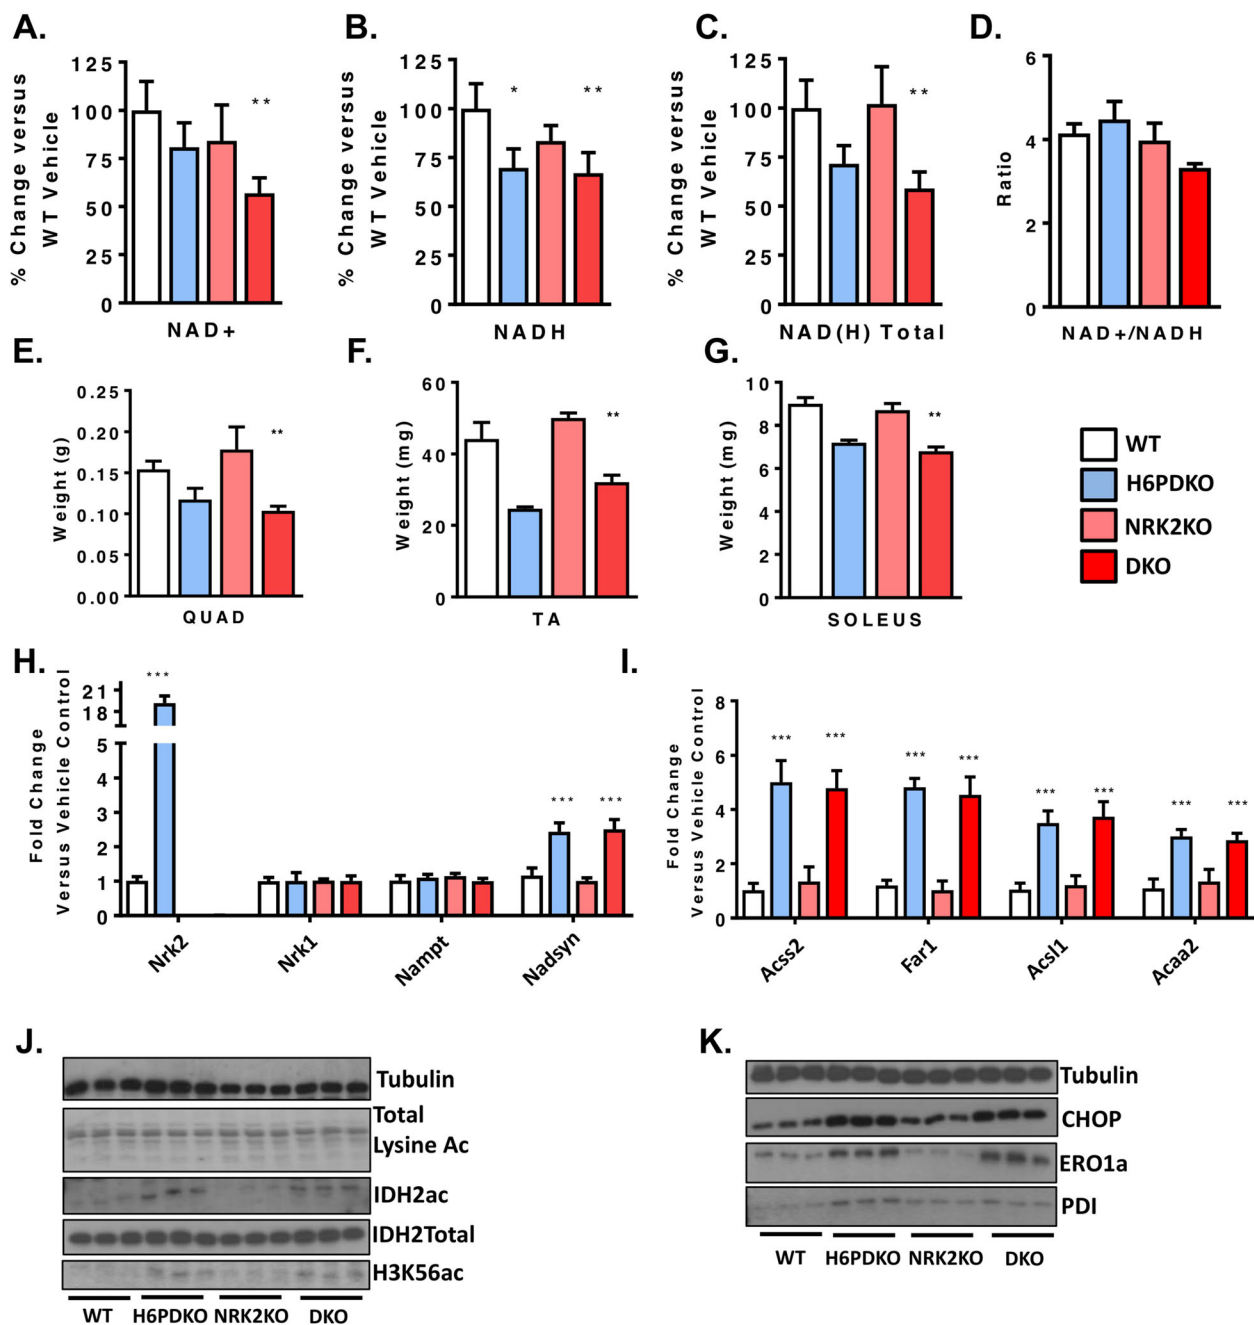 A.
% Change versus
WT Vehicle
125
100
75
50
25
0
**
NAD+
B.
% Change versus
WT Vehicle
125
100
75
50
25
0
*
**
NADH
C.
% Change versus
WT Vehicle
125
100
75
50
25
0
**
NAD(H) Total
D.
Ratio
6
4
2
0
NAD+/NADH
E.
Weight (g)
0.25
0.20
0.15
0.10
0.05
0.00
**
QUAD
F.
Weight (mg)
60
40
20
0
**
TA
G.
Weight (mg)
10
8
6
4
2
0
**
SOLEUS
WT
H6PDKO
NRK2KO
DKO
H.
Fold Change
Versus Vehicle Control
21
18
5
4
3
2
1
0
***
***
***
Nrk2
Nrk1
Nampt
Nadsyn
I.
Fold Change
Versus Vehicle Control
8
6
4
2
0
***
***
***
***
***
***
***
***
Acss2
Far1
Acsl1
Acaa2
J.
Tubulin
Total
Lysine Ac
IDH2ac
IDH2Total
H3K56ac
WT
H6PDKO
NRK2KO
DKO
K.
Tubulin
CHOP
ERO1a
PDI
WT
H6PDKO
NRK2KO
DKO